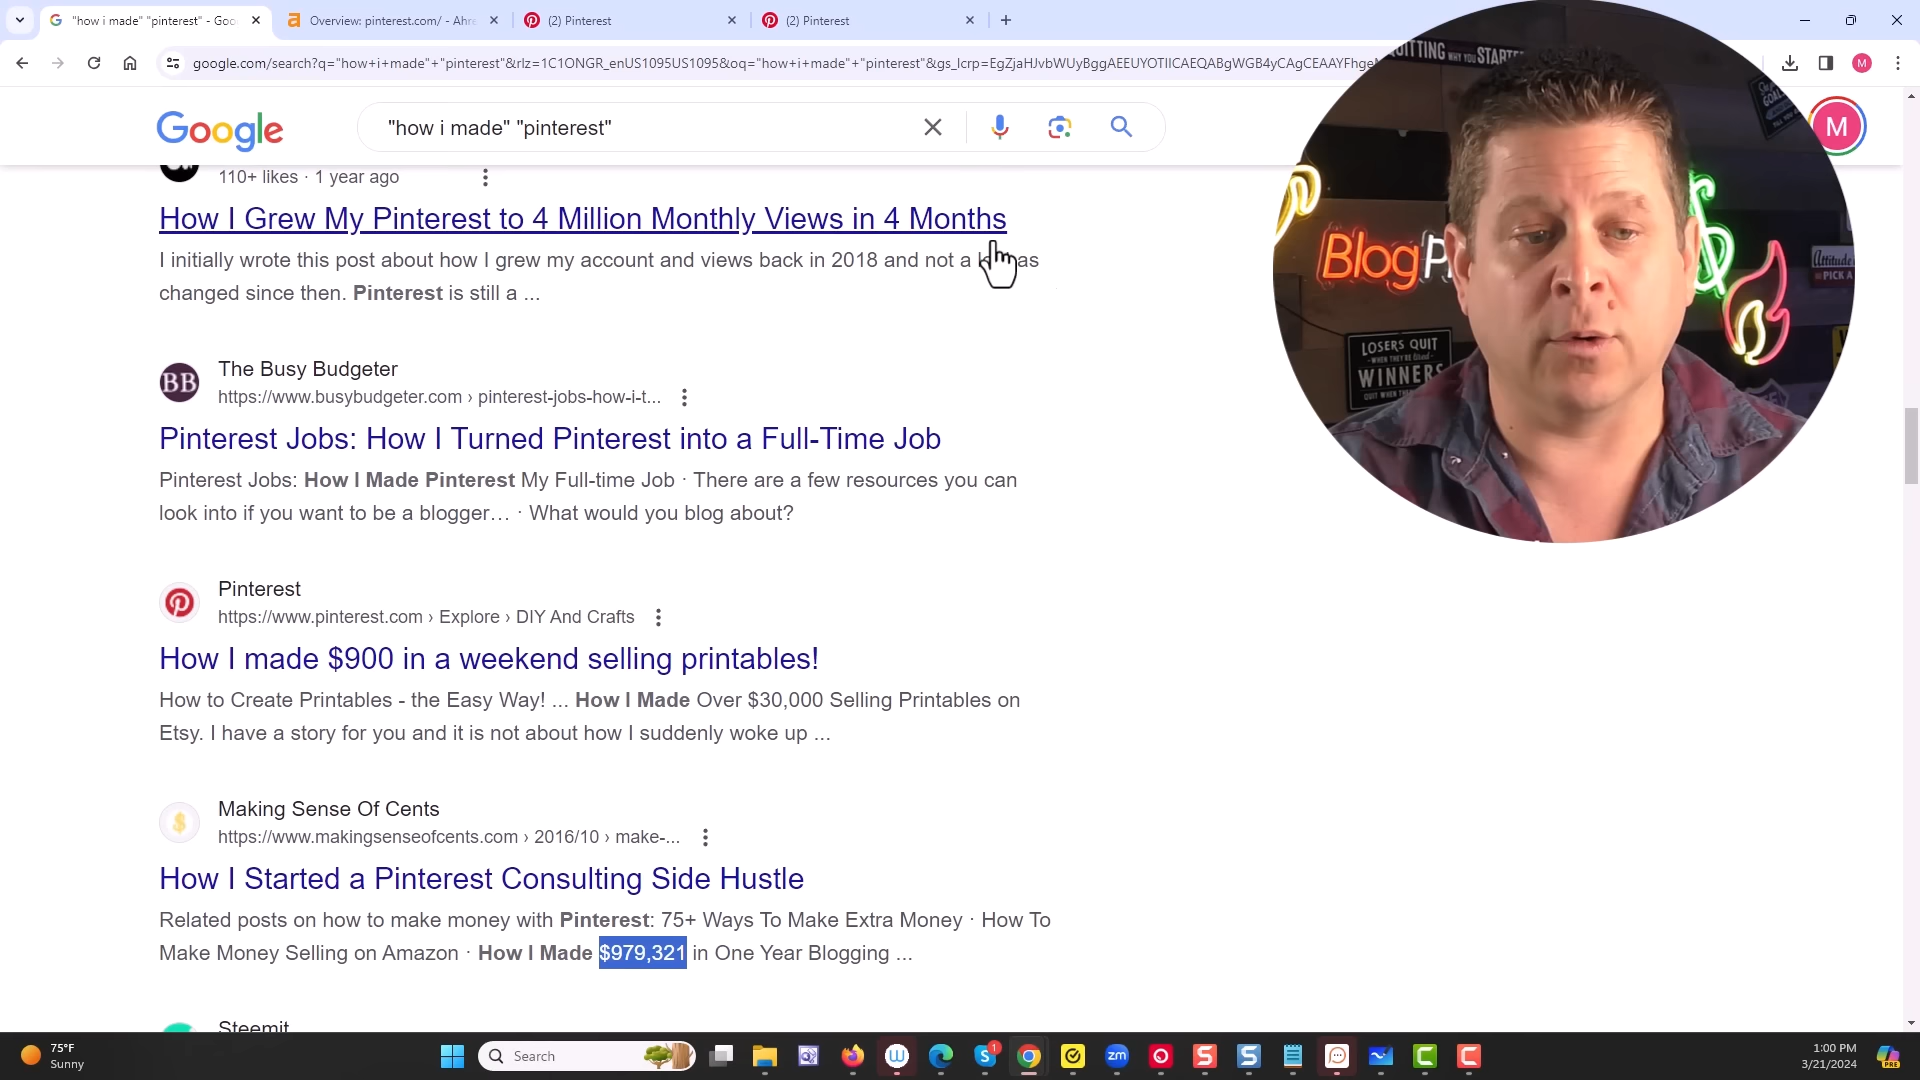 "how i made" "pinterest" - Goo
Overview: pinterest.com/ - Ahre
(2) Pinterest
(2) Pinterest
google.com/search?q="how+i+made"+"pinterest"&rlz=1C1ONGR_enUS1095US1095&oq="how+i+made"+"pinterest"&gs_lcrp=EgZjaHJvbWUyBggAEEUYOTIICAEQABgWGB4yCAgCEAAYFhge
M
Google
"how i made" "pinterest"
M
110+ likes · 1 year ago
How I Grew My Pinterest to 4 Million Monthly Views in 4 Months
I initially wrote this post about how I grew my account and views back in 2018 and not a as
changed since then. Pinterest is still a ...
BB
The Busy Budgeter
https://www.busybudgeter.com › pinterest-jobs-how-i-t...
Pinterest Jobs: How I Turned Pinterest into a Full-Time Job
Pinterest Jobs: How I Made Pinterest My Full-time Job · There are a few resources you can
look into if you want to be a blogger… · What would you blog about?
Pinterest
https://www.pinterest.com › Explore › DIY And Crafts
How I made $900 in a weekend selling printables!
How to Create Printables - the Easy Way! ... How I Made Over $30,000 Selling Printables on
Etsy. I have a story for you and it is not about how I suddenly woke up ...
$
Making Sense Of Cents
https://www.makingsenseofcents.com › 2016/10 › make-...
How I Started a Pinterest Consulting Side Hustle
Related posts on how to make money with Pinterest: 75+ Ways To Make Extra Money · How To
Make Money Selling on Amazon · How I Made $979,321 in One Year Blogging ...
Steemit
BlogP
LOSERS QUIT
WINNERS
Attitude
75°F
Sunny
Search
1
zm
1:00 PM
3/21/2024